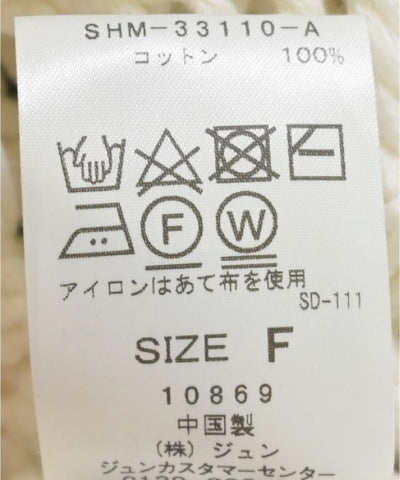 SHM-33110-A
コットン 100%
F W
アイロンはあて布を使用
SD-111
SIZE F
10869
中国製
(株) ジュン
ジュンカスタマーセンター